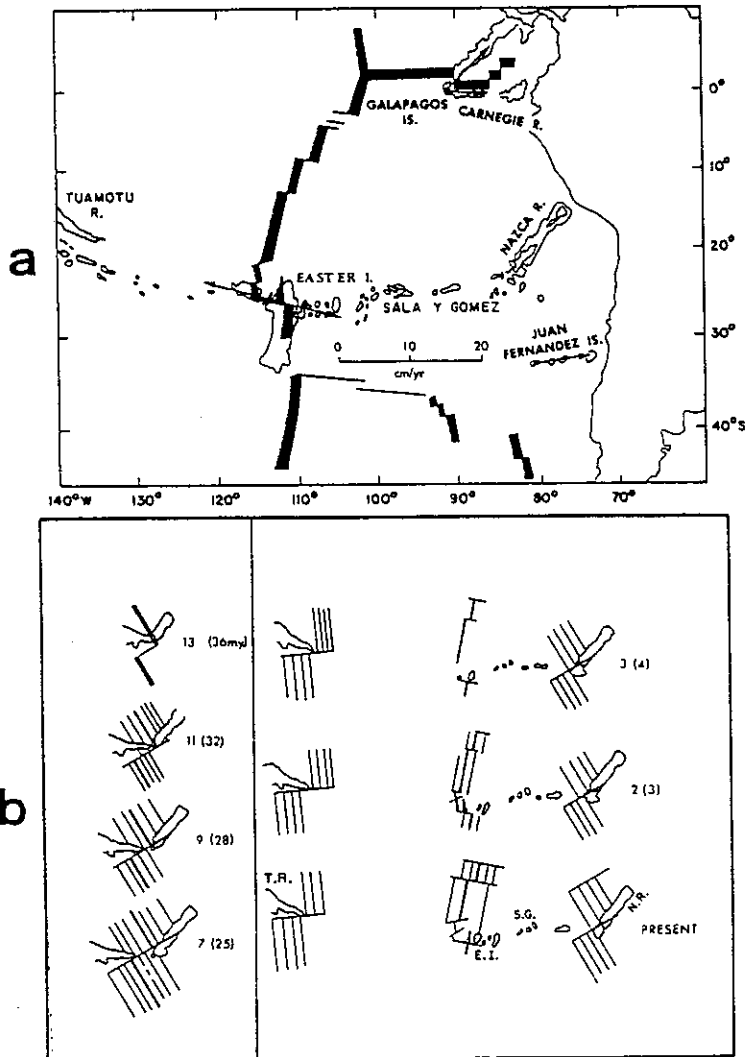 a
GALAPAGOS
IS.
CARNEGIE R.
0°
10°
TUAMOTU
R.
NAZCA R.
20°
EASTER I.
SALA Y GOMEZ
JUAN
FERNANDEZ IS.
30°
0 10 20
cm/yr
40°S
140°W 130° 120° 110° 100° 90° 80° 70°
b
13 (36my)
3 (4)
11 (32)
2 (3)
9 (28)
T.R.
N.R.
S.G.
PRESENT
7 (25)
E.I.